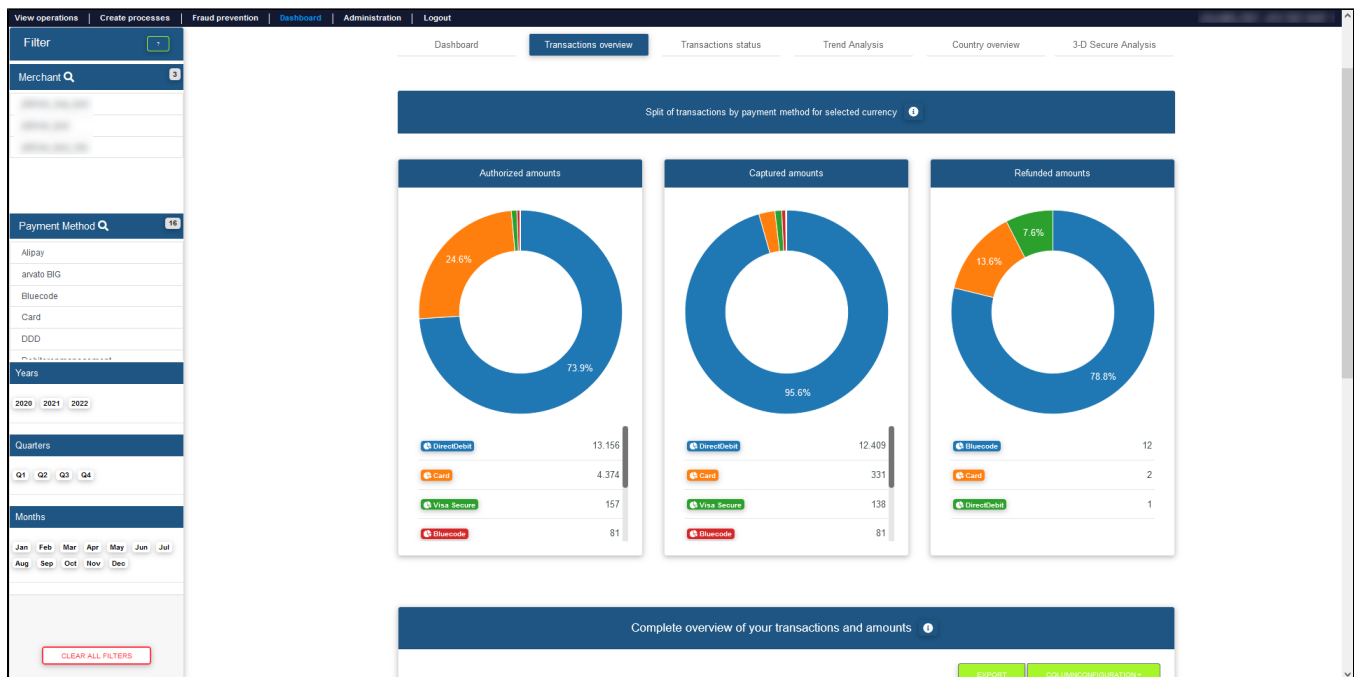 View operations | Create processes | Fraud prevention | Dashboard | Administration | Logout
Filter
?
Merchant 3
Payment Method 16
Alipay
arvato BIG
Bluecode
Card
DDD
Years
2020 2021 2022
Quarters
Q1 Q2 Q3 Q4
Months
Jan Feb Mar Apr May Jun Jul
Aug Sep Oct Nov Dec
CLEAR ALL FILTERS
Dashboard Transactions overview Transactions status Trend Analysis Country overview 3-D Secure Analysis
Split of transactions by payment method for selected currency
Authorized amounts
24.6%
73.9%
DirectDebit 13.156
Card 4.374
Visa Secure 157
Bluecode 81
Captured amounts
95.6%
DirectDebit 12.409
Card 331
Visa Secure 138
Bluecode 81
Refunded amounts
7.6%
13.6%
78.8%
Bluecode 12
Card 2
DirectDebit 1
Complete overview of your transactions and amounts
EXPORT COLUMNCONFIGURATION